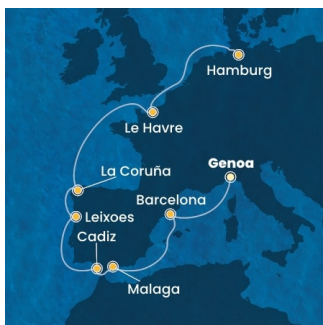 Hamburg
Le Havre
Genoa
La Coruña
Barcelona
Leixoes
Cadiz
Malaga